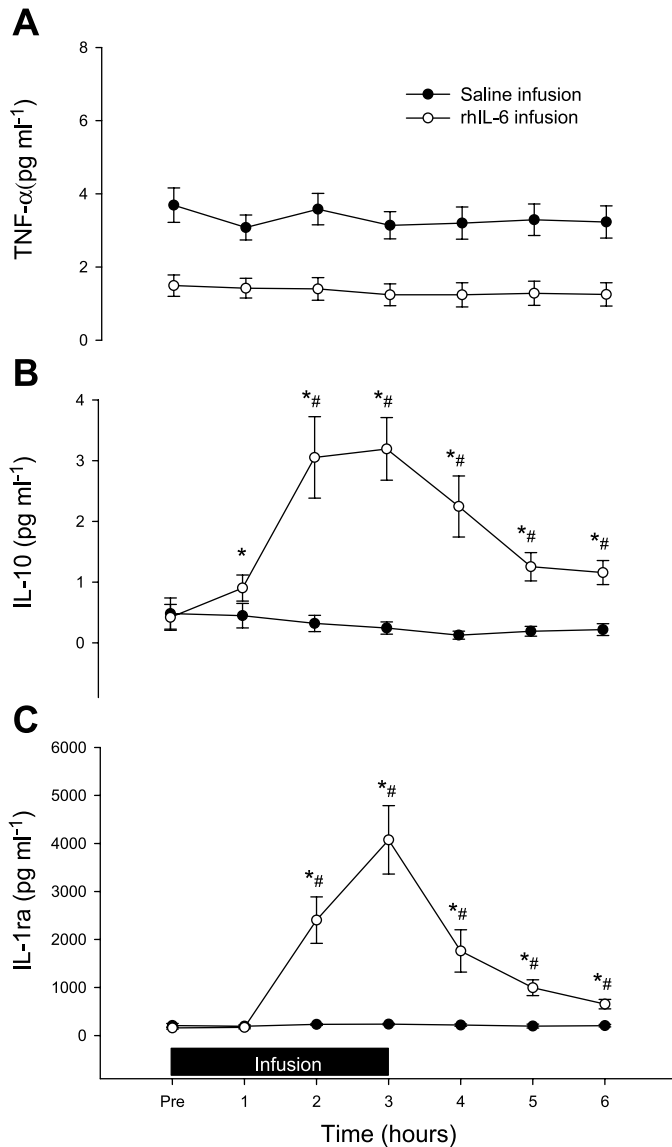 A
TNF-α(pg ml⁻¹)
8
6
4
2
0
Saline infusion
rhIL-6 infusion
B
IL-10 (pg ml⁻¹)
4
3
2
1
0
*
*#
*#
*#
*#
*#
C
IL-1ra (pg ml⁻¹)
6000
5000
4000
3000
2000
1000
0
*#
*#
*#
*#
*#
Infusion
Pre 1 2 3 4 5 6
Time (hours)